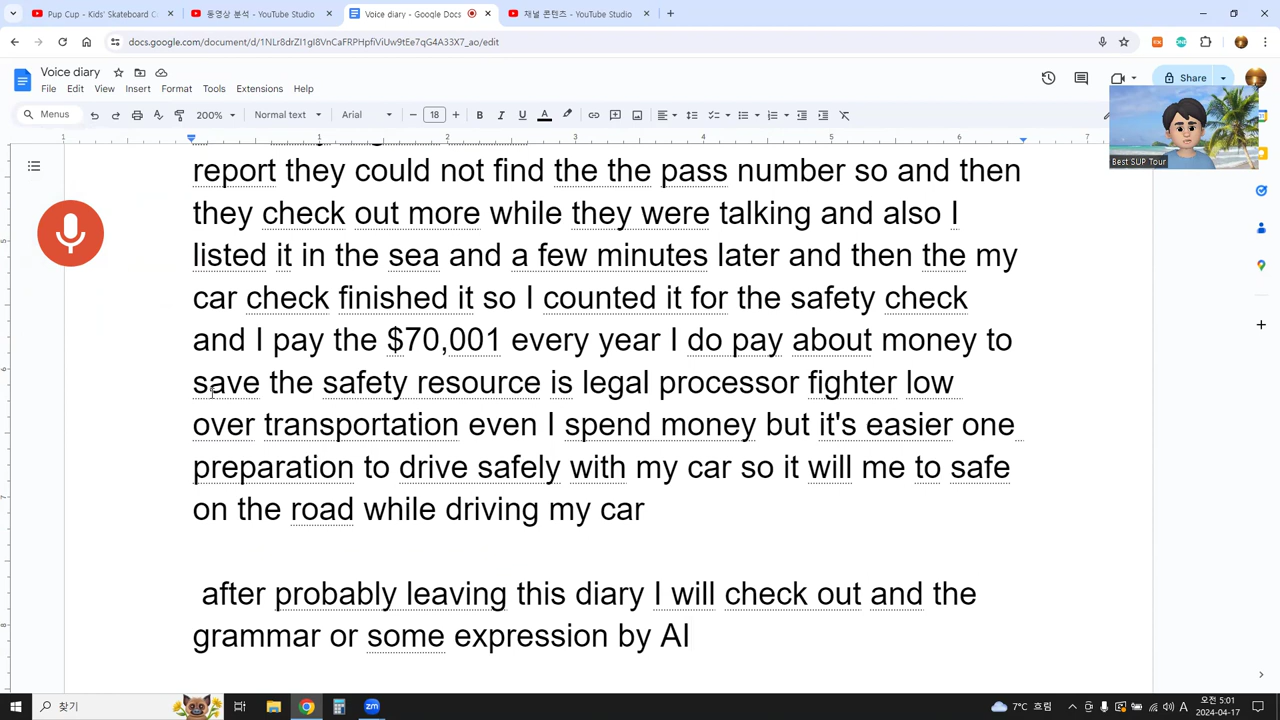 Pup Cup - Kids' Skateboard C
동영상 분석 - YouTube Studio
Voice diary - Google Docs
채널 콘텐츠 - YouTube Studio
docs.google.com/document/d/1NLr8drZI1gI8VnCaFRPHpfiViUw9tEe7qG4A33X7_ao/edit
Voice diary
File Edit View Insert Format Tools Extensions Help
Share
Menus 200% Normal text Arial 18
Best SUP Tour
report they could not find the the pass number so and then
they check out more while they were talking and also I
listed it in the sea and a few minutes later and then the my
car check finished it so I counted it for the safety check
and I pay the $70,001 every year I do pay about money to
save the safety resource is legal processor fighter low
over transportation even I spend money but it's easier one
preparation to drive safely with my car so it will me to safe
on the road while driving my car
after probably leaving this diary I will check out and the
grammar or some expression by AI
찾기
7°C 흐림
오전 5:01
2024-04-17